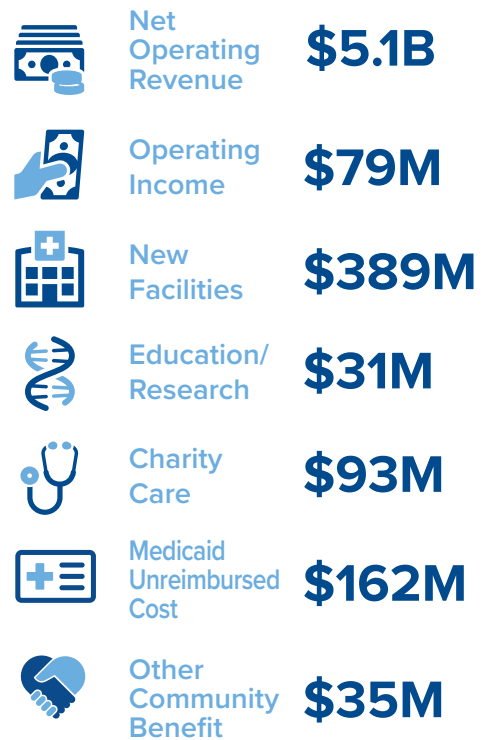 Net
Operating
Revenue
$5.1B
Operating
Income
$79M
New
Facilities
$389M
Education/
Research
$31M
Charity
Care
$93M
Medicaid
Unreimbursed
Cost
$162M
Other
Community
Benefit
$35M